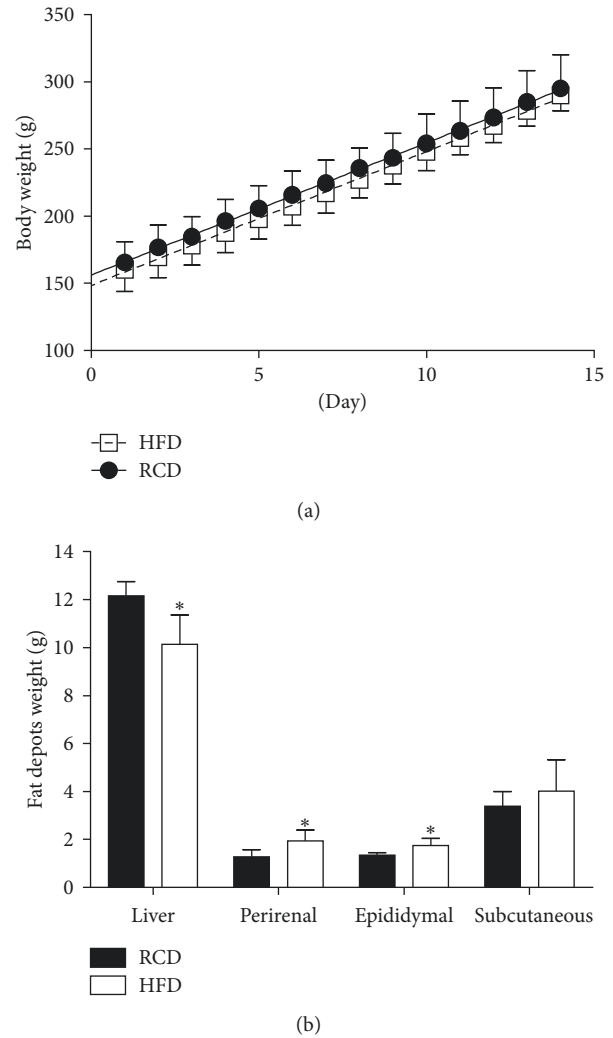 350
300
250
200
150
100
Body weight (g)
0
5
10
15
(Day)
HFD
RCD
(a)
14
12
10
8
6
4
2
0
Fat depots weight (g)
*
*
*
Liver
Perirenal
Epididymal
Subcutaneous
RCD
HFD
(b)